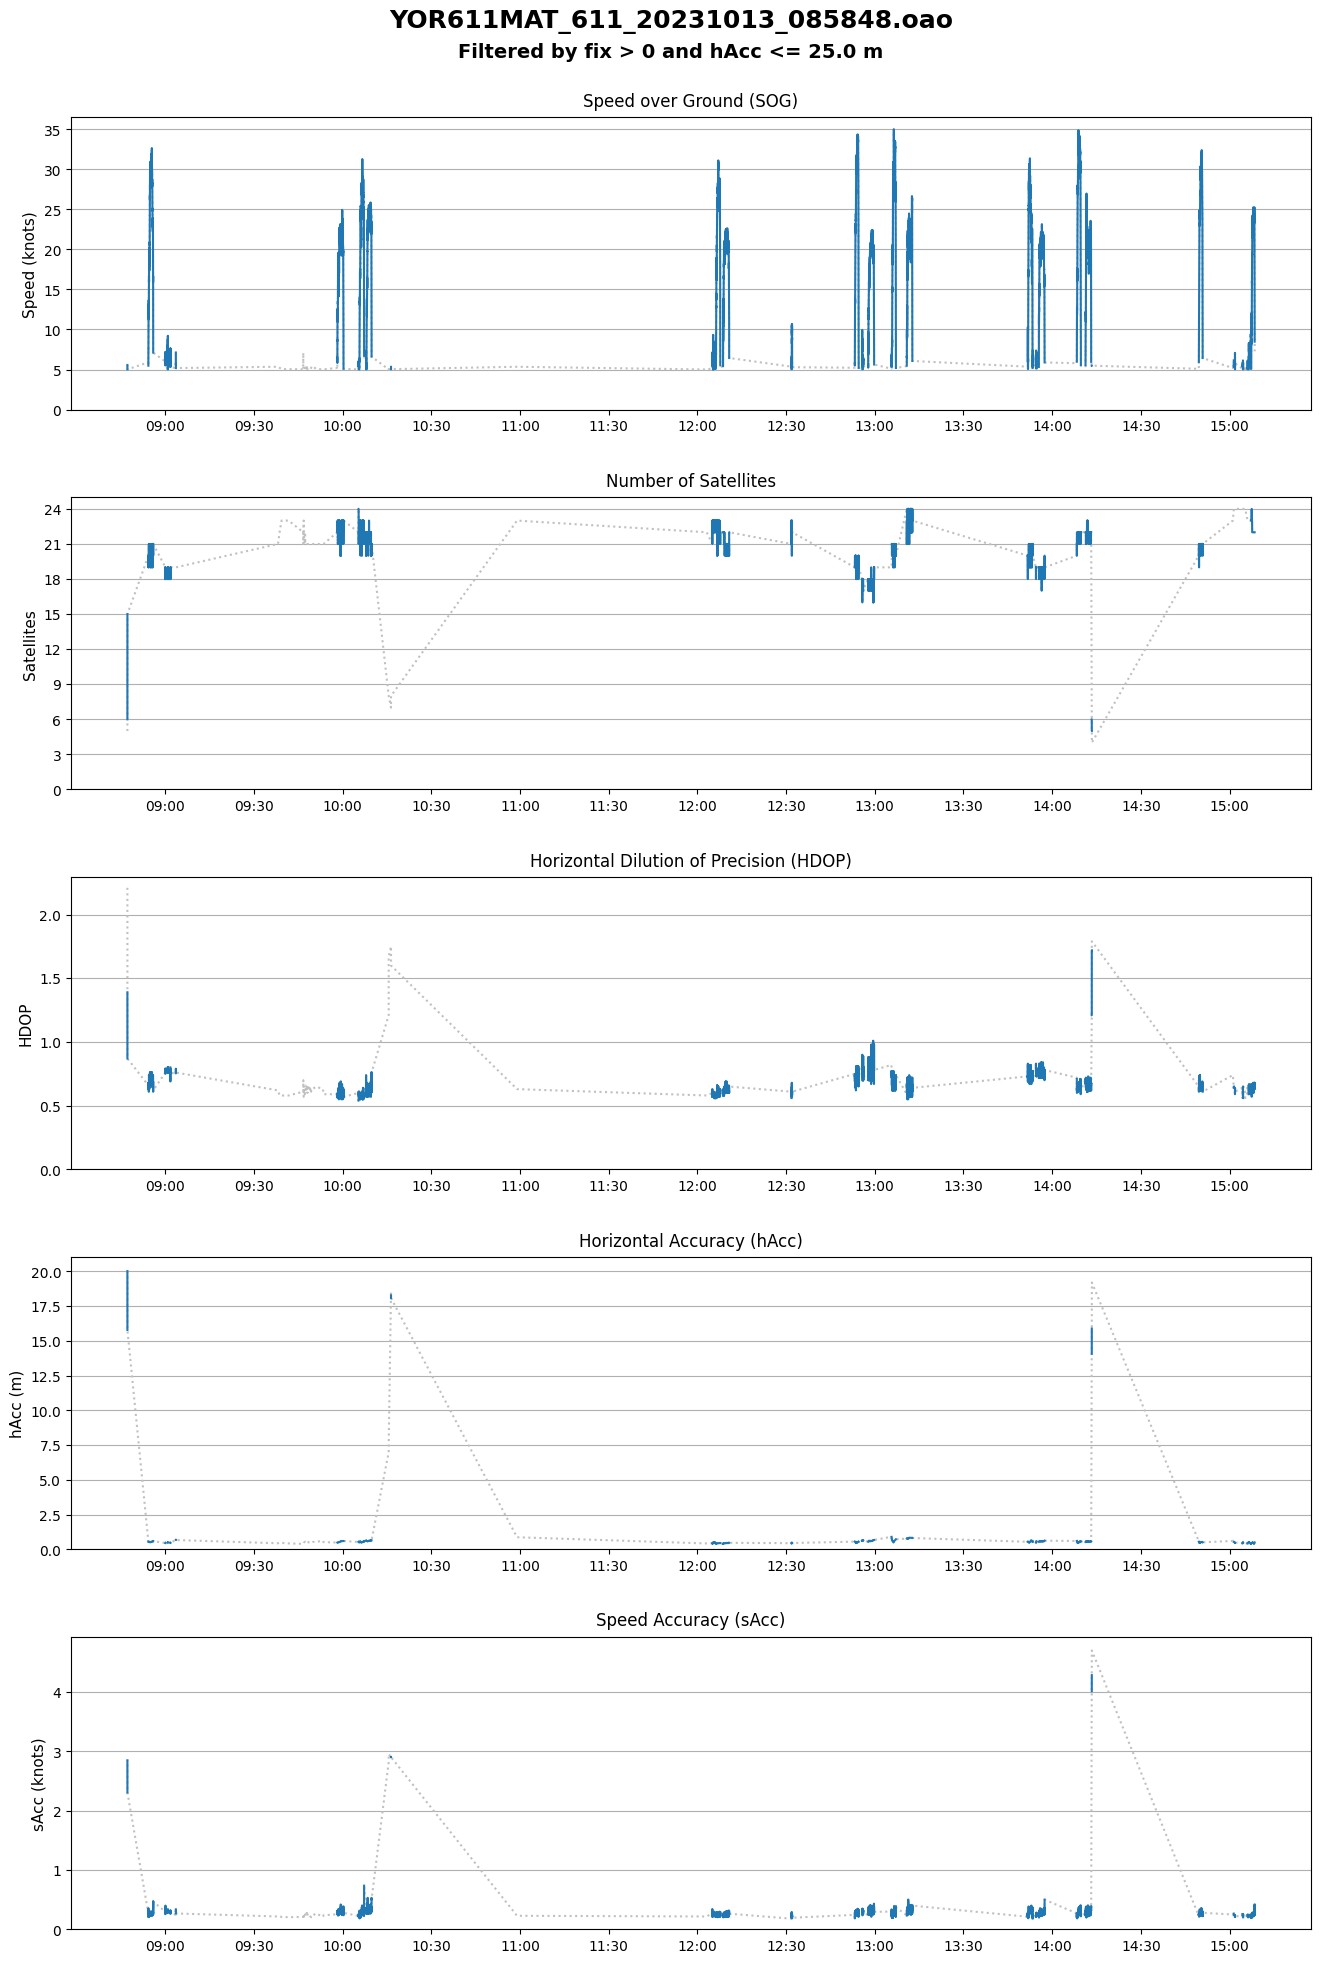 YOR611MAT_611_20231013_085848.oao
Filtered by fix > 0 and hAcc <= 25.0 m
Speed over Ground (SOG)
35
30
25
20
15
10
5
0
Speed (knots)
09:00 09:30 10:00 10:30 11:00 11:30 12:00 12:30 13:00 13:30 14:00 14:30 15:00
Number of Satellites
24
21
18
15
12
9
6
3
0
Satellites
09:00 09:30 10:00 10:30 11:00 11:30 12:00 12:30 13:00 13:30 14:00 14:30 15:00
Horizontal Dilution of Precision (HDOP)
2.0
1.5
1.0
0.5
0.0
HDOP
09:00 09:30 10:00 10:30 11:00 11:30 12:00 12:30 13:00 13:30 14:00 14:30 15:00
Horizontal Accuracy (hAcc)
20.0
17.5
15.0
12.5
10.0
7.5
5.0
2.5
0.0
hAcc (m)
09:00 09:30 10:00 10:30 11:00 11:30 12:00 12:30 13:00 13:30 14:00 14:30 15:00
Speed Accuracy (sAcc)
4
3
2
1
0
sAcc (knots)
09:00 09:30 10:00 10:30 11:00 11:30 12:00 12:30 13:00 13:30 14:00 14:30 15:00